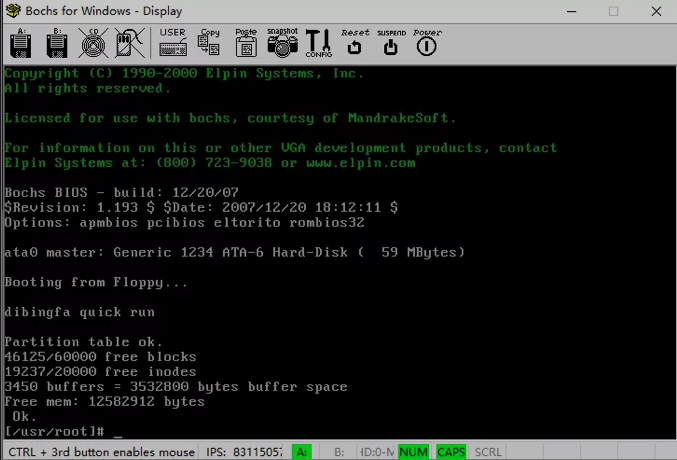 Bochs for Windows - Display
A:
B:
CD
USER
Copy
Paste
snapshot
CONFIG
Reset
SUSPEND
Power
Copyright (C) 1990-2000 Elpin Systems, Inc.
All rights reserved.
Licensed for use with bochs, courtesy of MandrakeSoft.
For information on this or other VGA development products, contact
Elpin Systems at: (800) 723-9038 or www.elpin.com
Bochs BIOS - build: 12/20/07
$Revision: 1.193 $ $Date: 2007/12/20 18:12:11 $
Options: apmbios pcibios eltorito rombios32
ata0 master: Generic 1234 ATA-6 Hard-Disk (  59 MBytes)
Booting from Floppy...
dibingfa quick run
Partition table ok.
46125/60000 free blocks
19237/20000 free inodes
3450 buffers = 3532800 bytes buffer space
Free mem: 12582912 bytes
 Ok.
[/usr/root]# _
CTRL + 3rd button enables mouse
IPS:
A:
B:
NUM
CAPS
SCRL